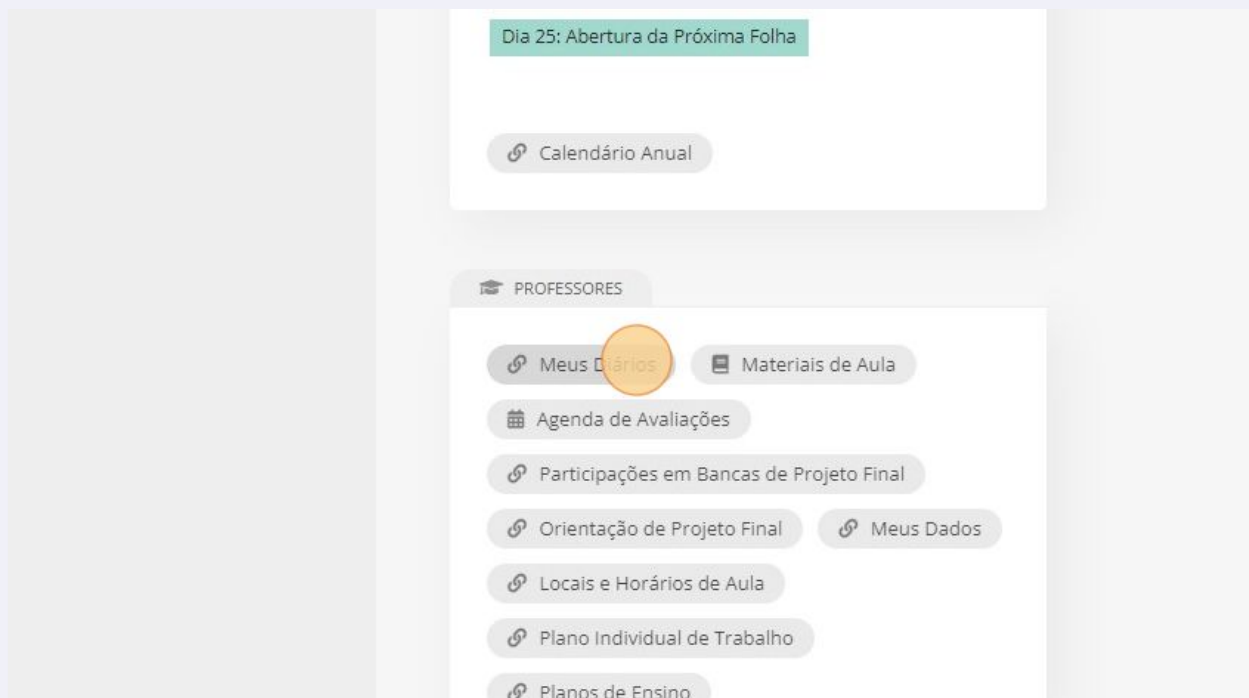 Dia 25: Abertura da Próxima Folha
Calendário Anual
PROFESSORES
Meus Diários Materiais de Aula
Agenda de Avaliações
Participações em Bancas de Projeto Final
Orientação de Projeto Final Meus Dados
Locais e Horários de Aula
Plano Individual de Trabalho
Planos de Ensino